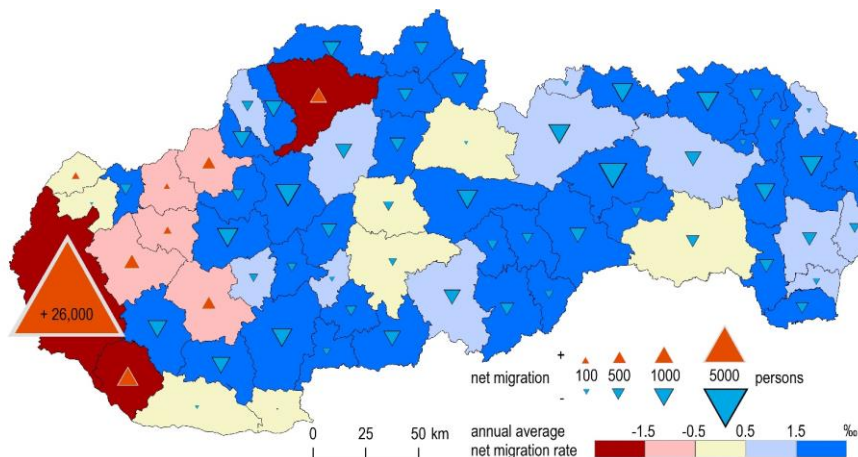 + 26,000
+
net migration 100 500 1000 5000 persons
-
0 25 50 km
annual average ‰
net migration rate -1.5 -0.5 0.5 1.5